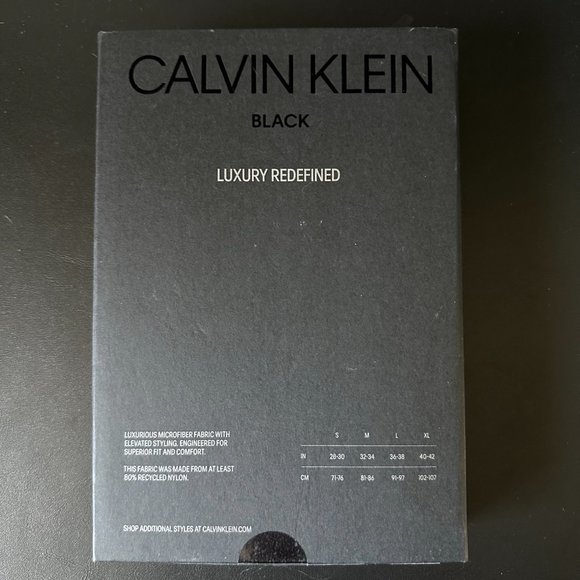 CALVIN KLEIN
BLACK
LUXURY REDEFINED
LUXURIOUS MICROFIBER FABRIC WITH
ELEVATED STYLING. ENGINEERED FOR
SUPERIOR FIT AND COMFORT.
THIS FABRIC WAS MADE FROM AT LEAST
80% RECYCLED NYLON.
S M L XL
IN 28-30 32-34 36-38 40-42
CM 71-76 81-86 91-97 102-107
SHOP ADDITIONAL STYLES AT CALVINKLEIN.COM